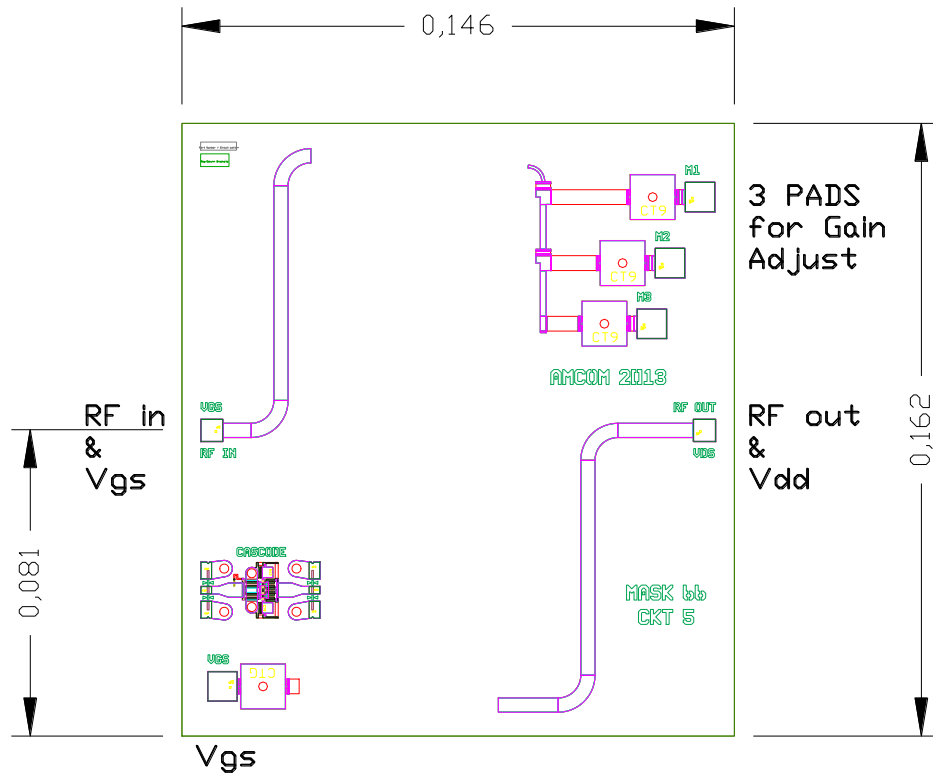 0,146
M1
CT9
3 PADS
for Gain
Adjust
M2
CT9
M3
CT9
AMCOM 2013
RF in
&
Vgs
VGS
RF IN
RF OUT
VDS
RF out
&
Vdd
0,162
0,081
CASCODE
MASK bb
CKT 5
VGS
Vgs